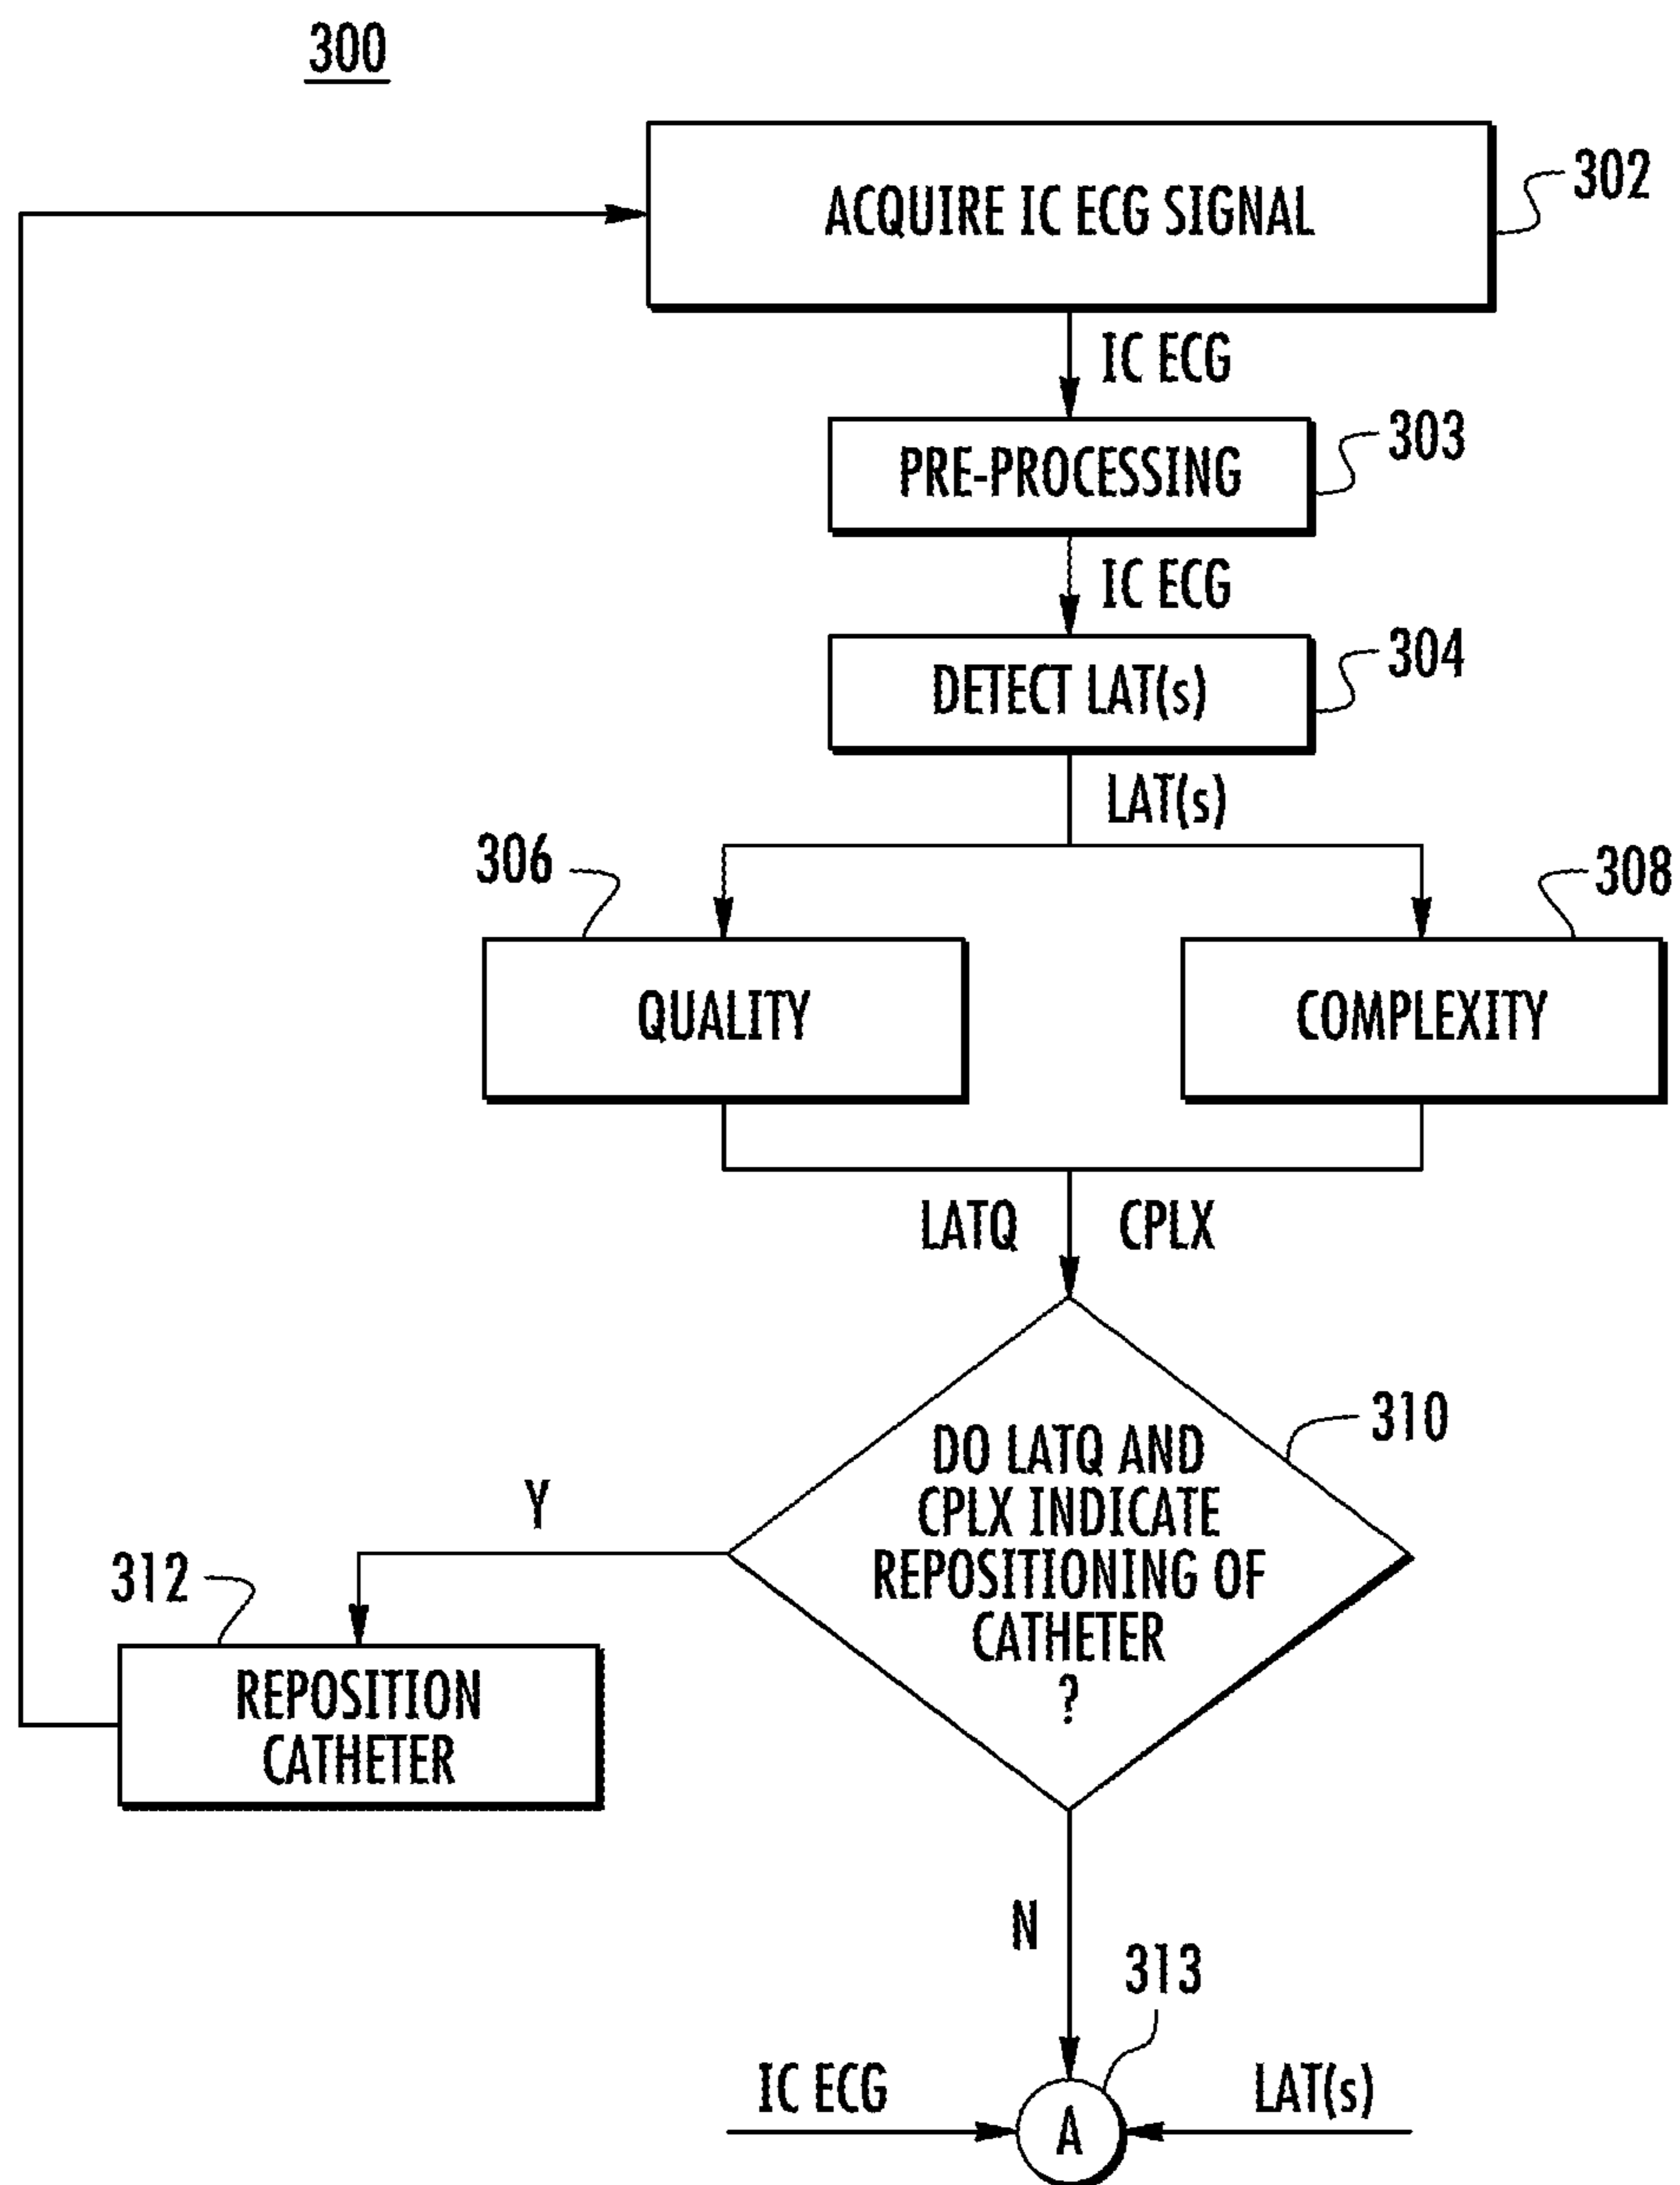 300
ACQUIRE IC ECG SIGNAL
302
IC ECG
PRE-PROCESSING
303
IC ECG
DETECT LAT(s)
304
LAT(s)
306
308
QUALITY
COMPLEXITY
LATQ
CPLX
310
DO LATQ AND
CPLX INDICATE
REPOSITIONING OF
CATHETER
?
Y
312
REPOSITION
CATHETER
N
313
IC ECG
A
LAT(s)